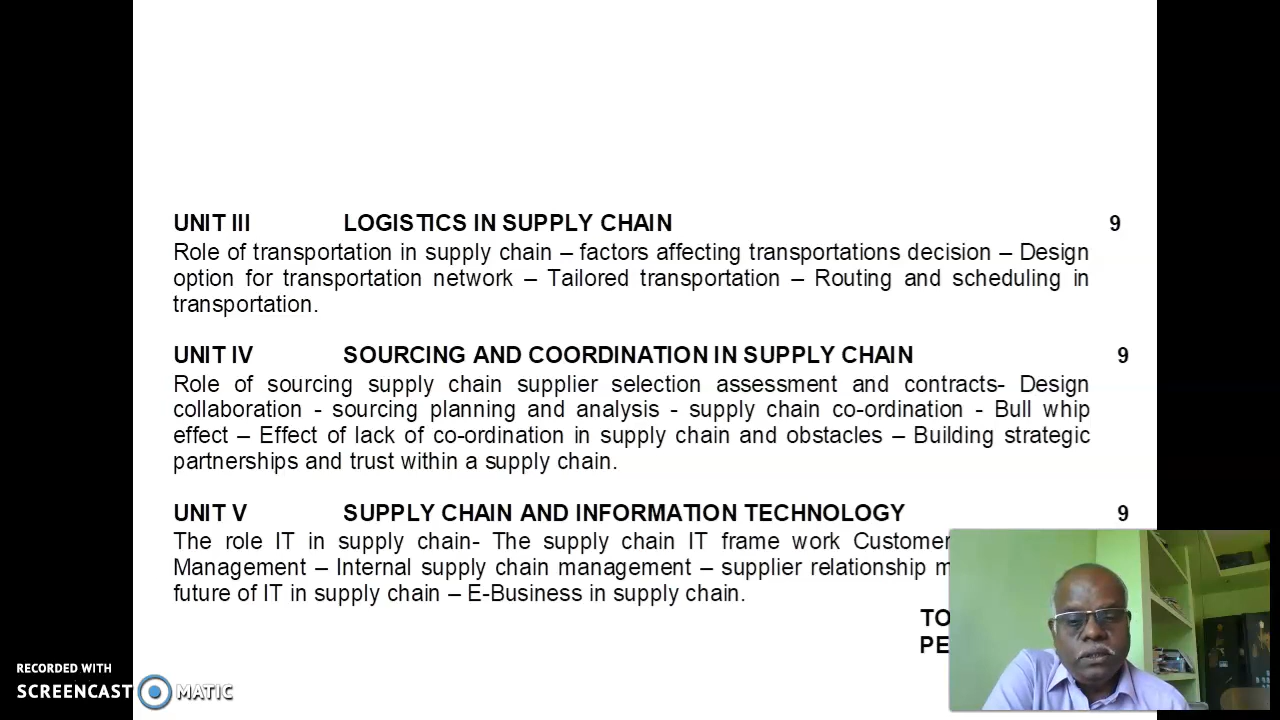 UNIT III LOGISTICS IN SUPPLY CHAIN 9
Role of transportation in supply chain – factors affecting transportations decision – Design
option for transportation network – Tailored transportation – Routing and scheduling in
transportation.
UNIT IV SOURCING AND COORDINATION IN SUPPLY CHAIN 9
Role of sourcing supply chain supplier selection assessment and contracts- Design
collaboration - sourcing planning and analysis - supply chain co-ordination - Bull whip
effect – Effect of lack of co-ordination in supply chain and obstacles – Building strategic
partnerships and trust within a supply chain.
UNIT V SUPPLY CHAIN AND INFORMATION TECHNOLOGY 9
The role IT in supply chain- The supply chain IT frame work Customer
Management – Internal supply chain management – supplier relationship
future of IT in supply chain – E-Business in supply chain.
RECORDED WITH
SCREENCAST MATIC